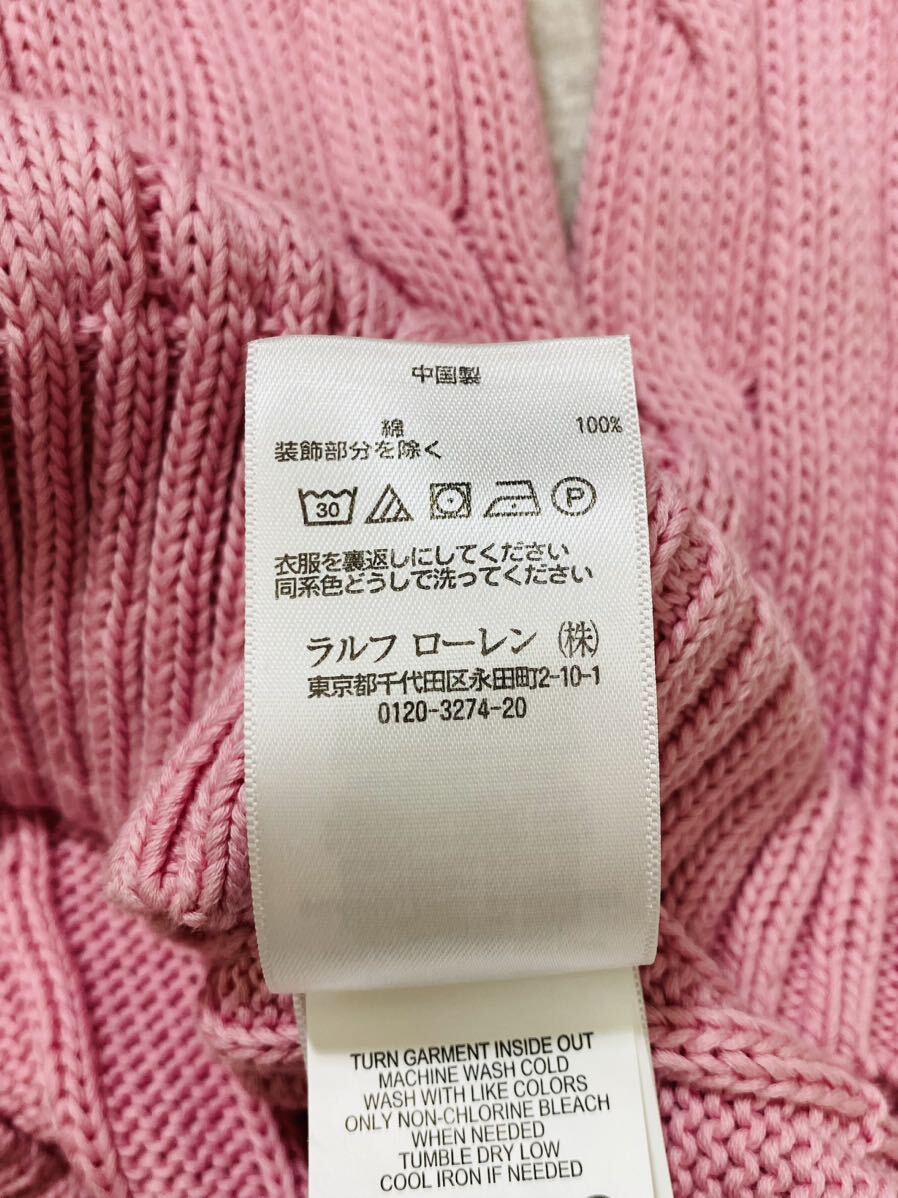 中国製
綿 100%
装飾部分を除く
30 P
衣服を裏返しにしてください
同系色どうしで洗ってください
ラルフ ローレン (株)
東京都千代田区永田町2-10-1
0120-3274-20
TURN GARMENT INSIDE OUT
MACHINE WASH COLD
WASH WITH LIKE COLORS
ONLY NON-CHLORINE BLEACH
WHEN NEEDED
TUMBLE DRY LOW
COOL IRON IF NEEDED